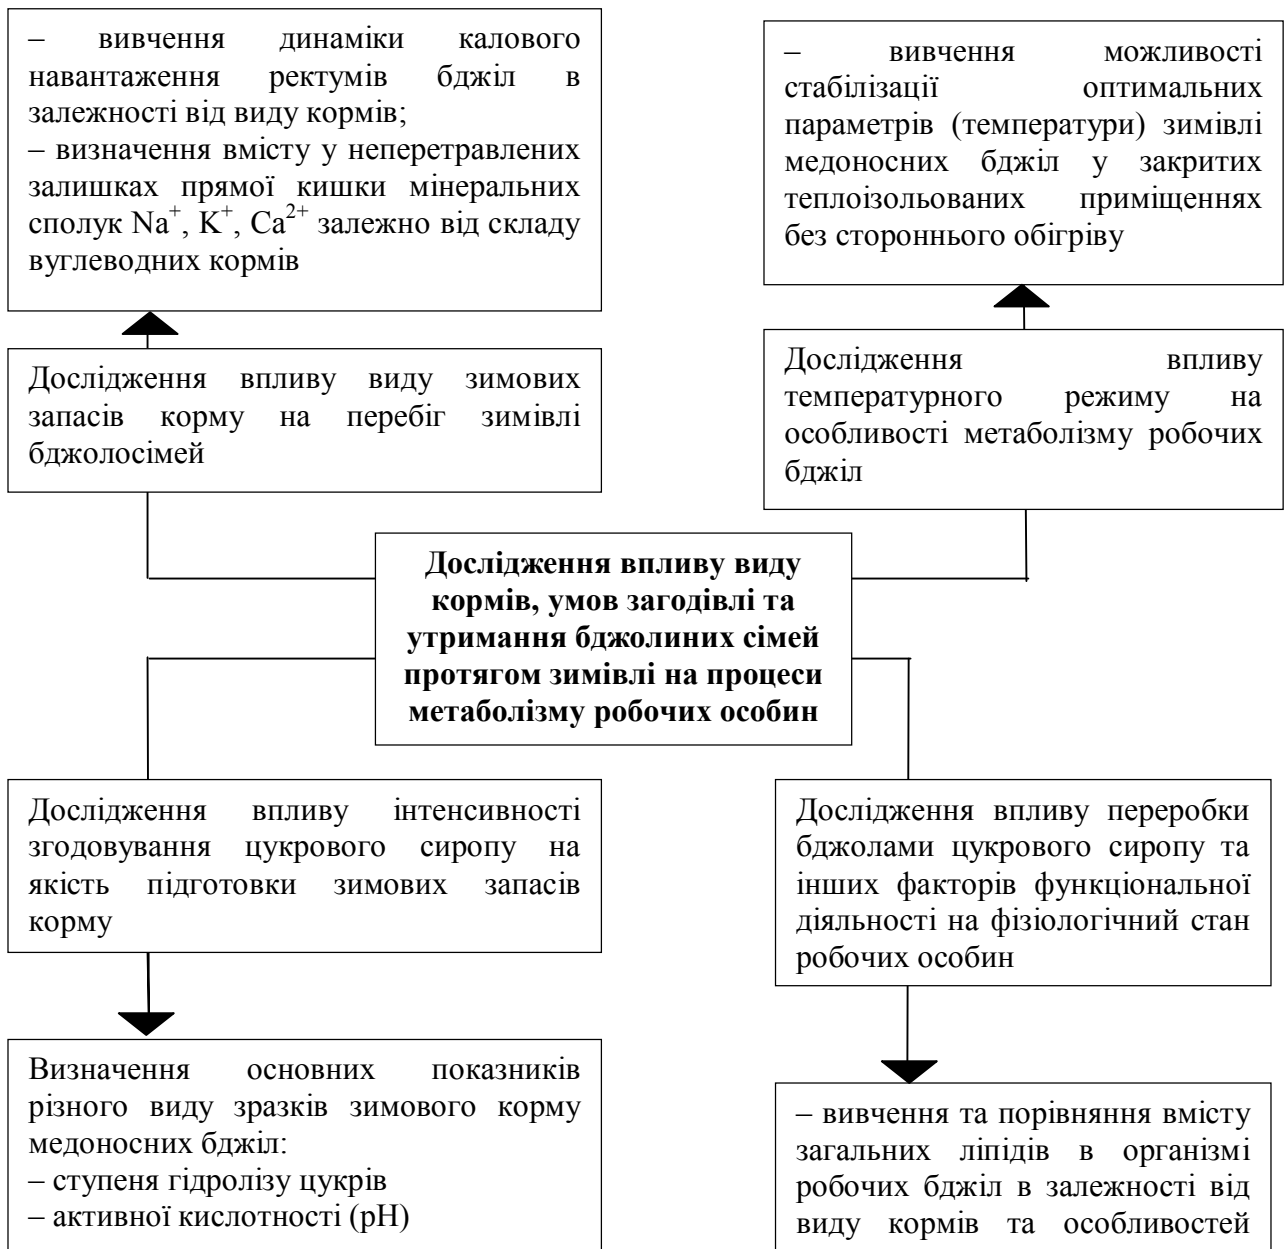 – вивчення динаміки калового
навантаження ректумів бджіл в
залежності від виду кормів;
– визначення вмісту у неперетравлених
залишках прямої кишки мінеральних
сполук Na⁺, K⁺, Ca²⁺ залежно від складу
вуглеводних кормів
– вивчення можливості
стабілізації оптимальних
параметрів (температури) зимівлі
медоносних бджіл у закритих
теплоізольованих приміщеннях
без стороннього обігріву
Дослідження впливу виду зимових
запасів корму на перебіг зимівлі
бджолосімей
Дослідження впливу
температурного режиму на
особливості метаболізму робочих
бджіл
Дослідження впливу виду
кормів, умов загодівлі та
утримання бджолиних сімей
протягом зимівлі на процеси
метаболізму робочих особин
Дослідження впливу інтенсивності
згодовування цукрового сиропу на
якість підготовки зимових запасів
корму
Дослідження впливу переробки
бджолами цукрового сиропу та
інших факторів функціональної
діяльності на фізіологічний стан
робочих особин
Визначення основних показників
різного виду зразків зимового корму
медоносних бджіл:
– ступеня гідролізу цукрів
– активної кислотності (pH)
– вивчення та порівняння вмісту
загальних ліпідів в організмі
робочих бджіл в залежності від
виду кормів та особливостей